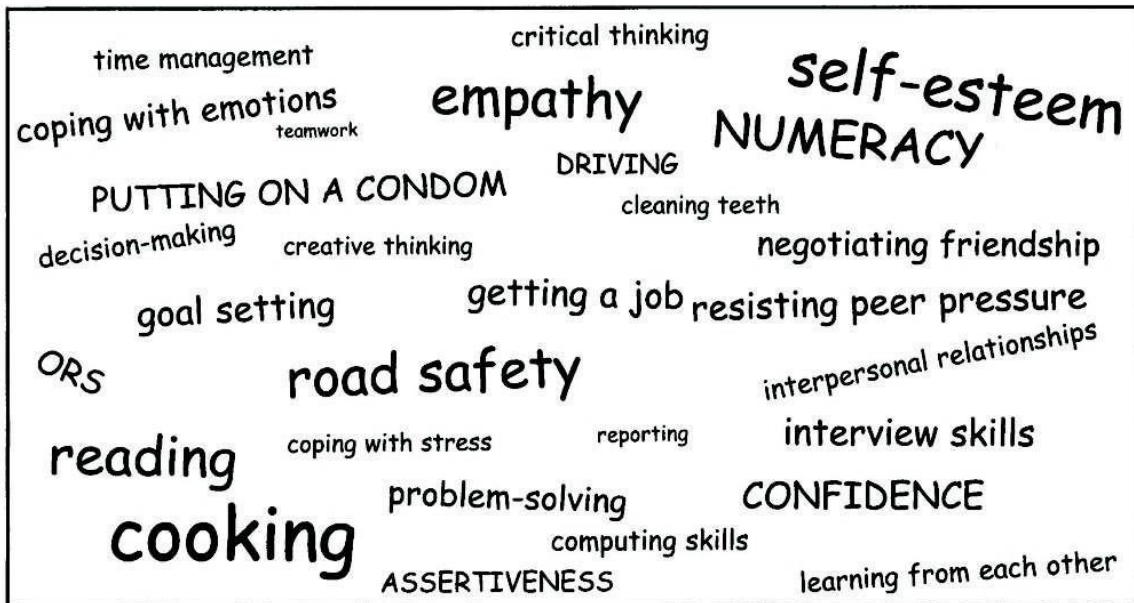 time management
critical thinking
self-esteem
coping with emotions
teamwork
empathy
NUMERACY
DRIVING
PUTTING ON A CONDOM
cleaning teeth
decision-making
creative thinking
negotiating friendship
goal setting
getting a job
resisting peer pressure
ORS
road safety
interpersonal relationships
reading
coping with stress
reporting
interview skills
problem-solving
CONFIDENCE
cooking
computing skills
ASSERTIVENESS
learning from each other